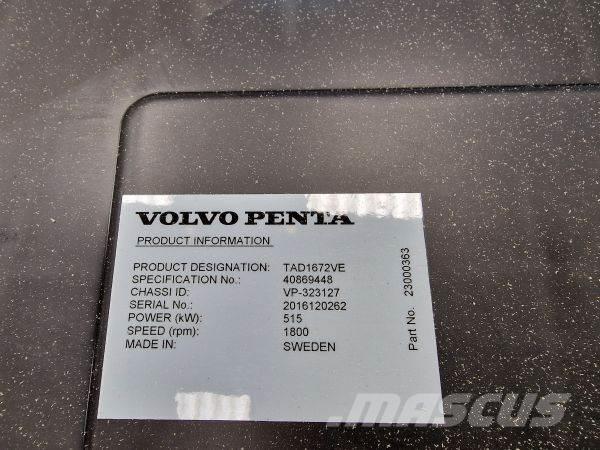 VOLVO PENTA
PRODUCT INFORMATION
PRODUCT DESIGNATION: TAD1672VE
SPECIFICATION No.: 40869448
CHASSI ID: VP-323127
SERIAL No.: 2016120262
POWER (kW): 515
SPEED (rpm): 1800
MADE IN: SWEDEN
Part No. 23000363
MASCUS